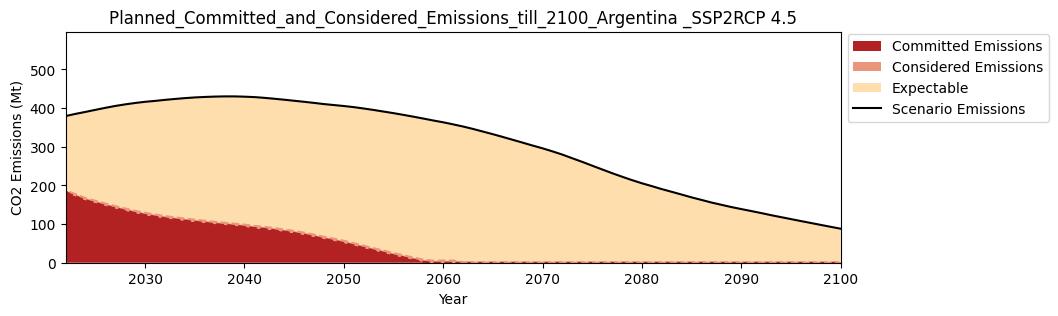 Planned_Committed_and_Considered_Emissions_till_2100_Argentina _SSP2RCP 4.5
Committed Emissions
Considered Emissions
Expectable
Scenario Emissions
CO2 Emissions (Mt)
500
400
300
200
100
0
2030 2040 2050 2060 2070 2080 2090 2100
Year